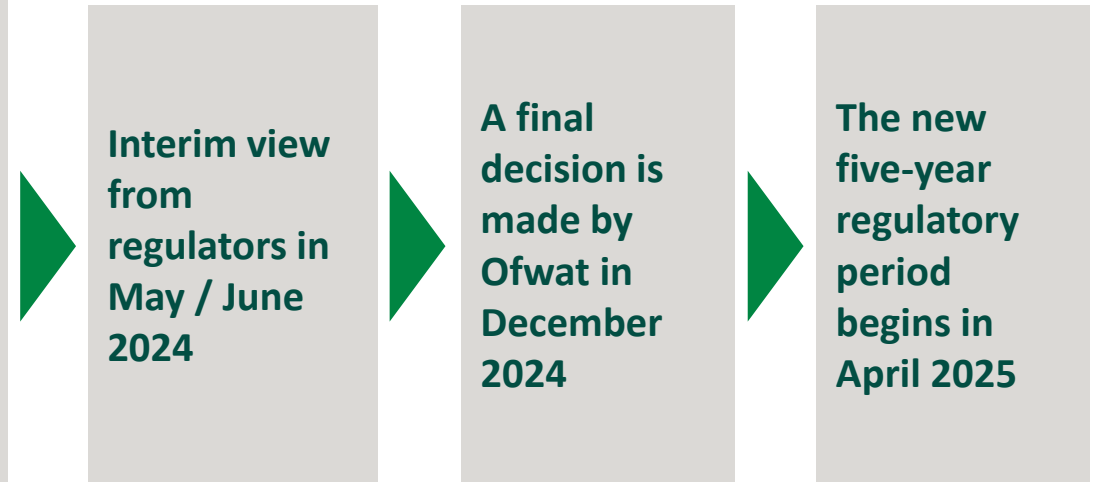 Interim view
from
regulators in
May / June
2024
A final
decision is
made by
Ofwat in
December
2024
The new
five-year
regulatory
period
begins in
April 2025